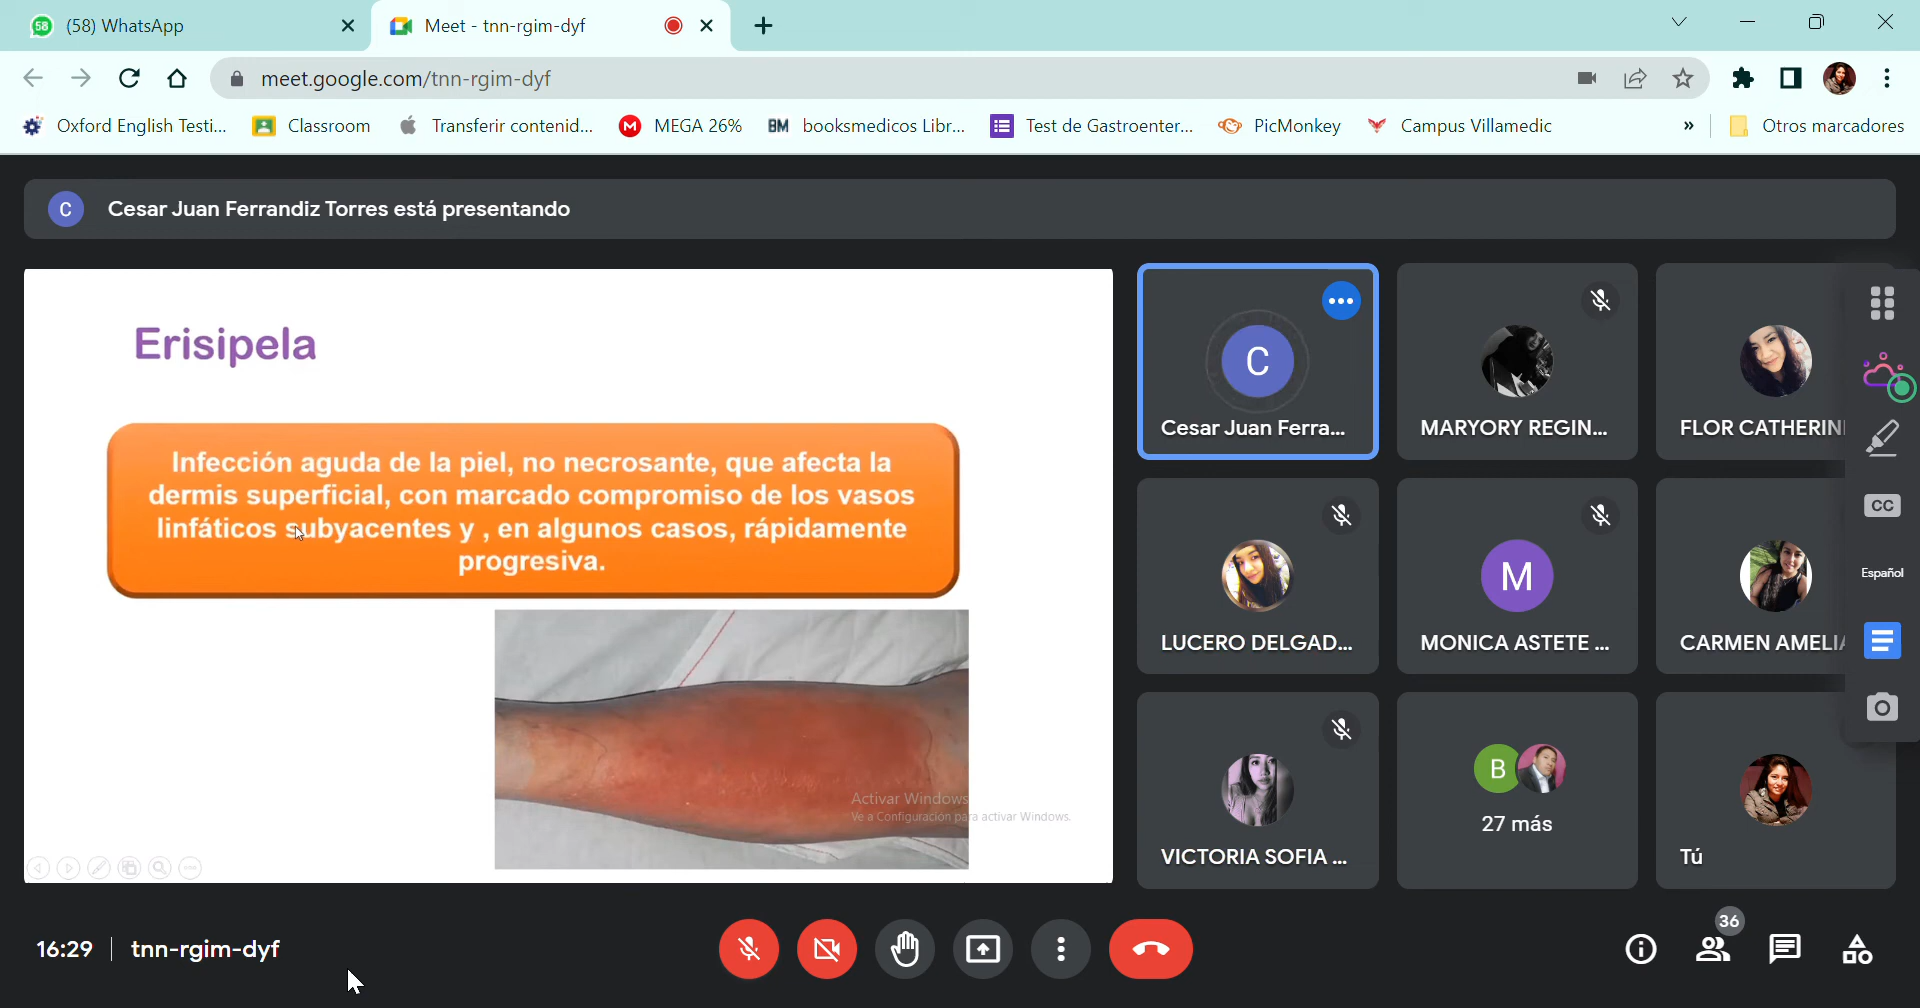 58 (58) WhatsApp
Meet - tnn-rgim-dyf
meet.google.com/tnn-rgim-dyf
Oxford English Testi...
Classroom
Transferir contenid...
M MEGA 26%
BM booksmedicos Libr...
Test de Gastroenter...
PicMonkey
Campus Villamedic
»
Otros marcadores
C Cesar Juan Ferrandiz Torres está presentando
Erisipela
Infección aguda de la piel, no necrosante, que afecta la
dermis superficial, con marcado compromiso de los vasos
linfáticos subyacentes y , en algunos casos, rápidamente
progresiva.
Activar Windows
Ve a Configuración para activar Windows.
C
Cesar Juan Ferra...
MARYORY REGIN...
FLOR CATHERIN
LUCERO DELGAD...
M
MONICA ASTETE ...
CARMEN AMELIA
VICTORIA SOFIA ...
B
27 más
Tú
CC
Español
16:29 tnn-rgim-dyf
36